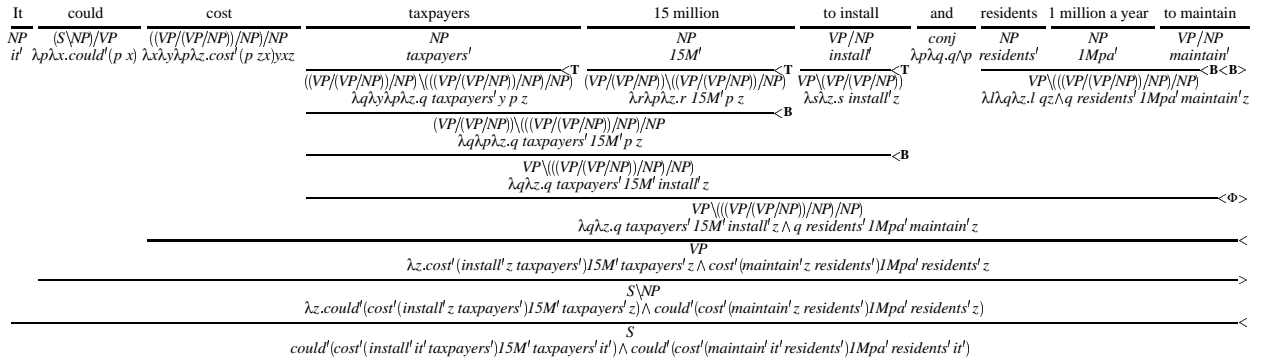 It could cost taxpayers 15 million to install and residents 1 million a year to maintain
NP (S\NP)/VP ((VP/(VP/NP))/NP)/NP NP NP VP/NP conj NP NP VP/NP
it′ λpλx.could′(p x) λxλyλpλz.cost′(p zx)yxz taxpayers′ 15M′ install′ λpλq.q∧p residents′ 1Mpa′ maintain′
<T <T <T <B<B>
((VP/(VP/NP))/NP)\(((VP/(VP/NP))/NP)/NP) (VP/(VP/NP))\((VP/(VP/NP))/NP) VP\(VP/(VP/NP)) VP\(((VP/(VP/NP))/NP)/NP)
λqλyλpλz.q taxpayers′ y p z λrλpλz.r 15M′ p z λsλz.s install′ z λlλqλz.l qz∧q residents′ 1Mpa′ maintain′ z
<B
(VP/(VP/NP))\(((VP/(VP/NP))/NP)/NP
λqλpλz.q taxpayers′ 15M′ p z
<B
VP\(((VP/(VP/NP))/NP)/NP)
λqλz.q taxpayers′ 15M′ install′ z
<Φ>
VP\(((VP/(VP/NP))/NP)/NP)
λqλz.q taxpayers′ 15M′ install′ z ∧ q residents′ 1Mpa′ maintain′ z
<
VP
λz.cost′(install′ z taxpayers′)15M′ taxpayers′ z ∧ cost′(maintain′ z residents′)1Mpa′ residents′ z
>
S\NP
λz.could′(cost′(install′ z taxpayers′)15M′ taxpayers′ z) ∧ could′(cost′(maintain′ z residents′)1Mpa′ residents′ z)
<
S
could′(cost′(install′ it′ taxpayers′)15M′ taxpayers′ it′) ∧ could′(cost′(maintain′ it′ residents′)1Mpa′ residents′ it′)